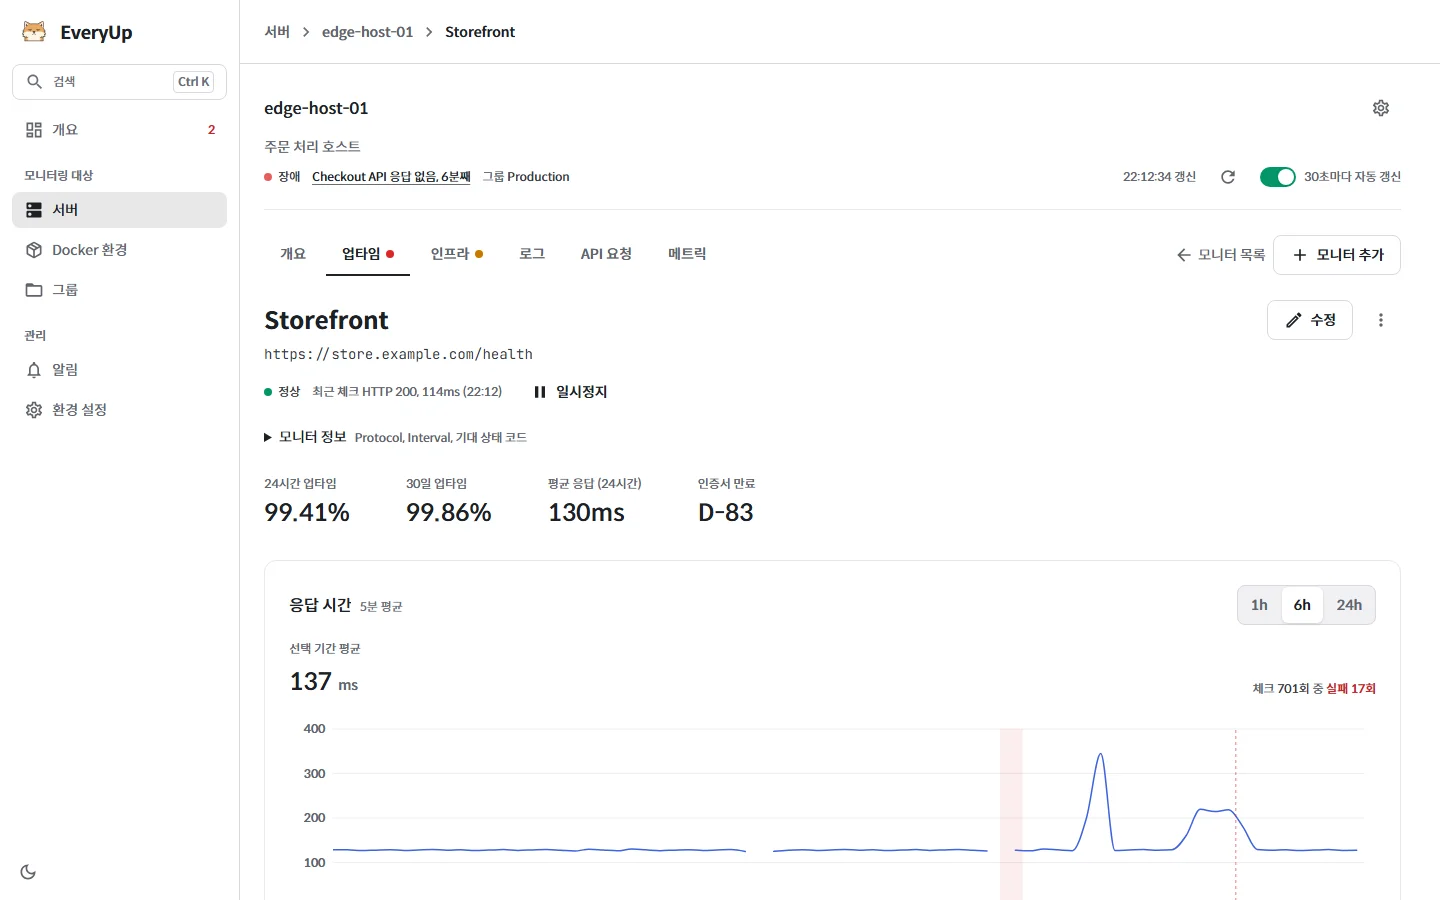 EveryUp
검색 Ctrl K
개요 2
모니터링 대상
서버
Docker 환경
그룹
관리
알림
환경 설정
서버 edge-host-01 Storefront
edge-host-01
주문 처리 호스트
장애 Checkout API 응답 없음, 6분째 그룹 Production
22:12:34 갱신 30초마다 자동 갱신
개요 업타임 인프라 로그 API 요청 메트릭
모니터 목록 모니터 추가
Storefront
수정
https://store.example.com/health
정상 최근 체크 HTTP 200, 114ms (22:12) 일시정지
모니터 정보 Protocol, Interval, 기대 상태 코드
24시간 업타임 30일 업타임 평균 응답 (24시간) 인증서 만료
99.41% 99.86% 130ms D-83
응답 시간 5분 평균
1h 6h 24h
선택 기간 평균
137 ms
체크 701회 중 실패 17회
400
300
200
100